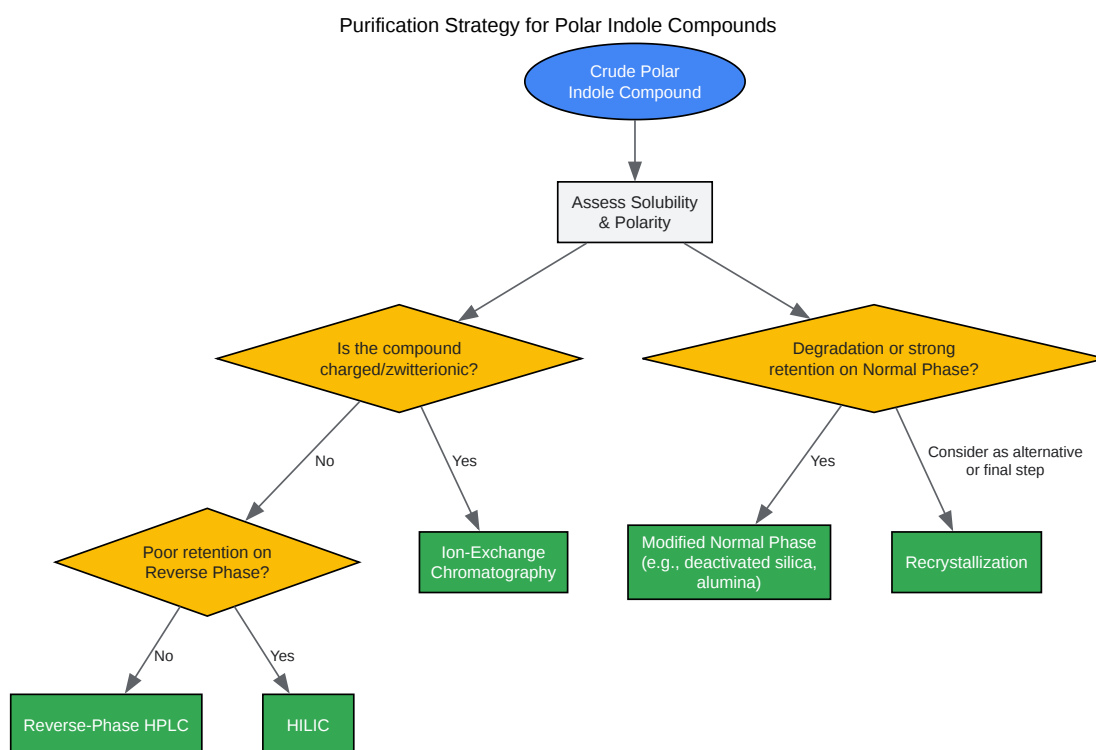 Purification Strategy for Polar Indole Compounds
Crude Polar
Indole Compound
Assess Solubility
& Polarity
Is the compound
charged/zwitterionic?
Degradation or strong
retention on Normal Phase?
No
Yes
Yes
Consider as alternative
or final step
Poor retention on
Reverse Phase?
Ion-Exchange
Chromatography
Modified Normal Phase
(e.g., deactivated silica,
alumina)
Recrystallization
No
Yes
Reverse-Phase HPLC
HILIC